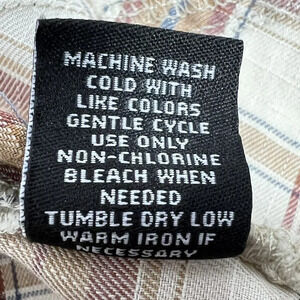 MACHINE WASH
COLD WITH
LIKE COLORS
GENTLE CYCLE
USE ONLY
NON-CHLORINE
BLEACH WHEN
NEEDED
TUMBLE DRY LOW
WARM IRON IF
NECESSARY